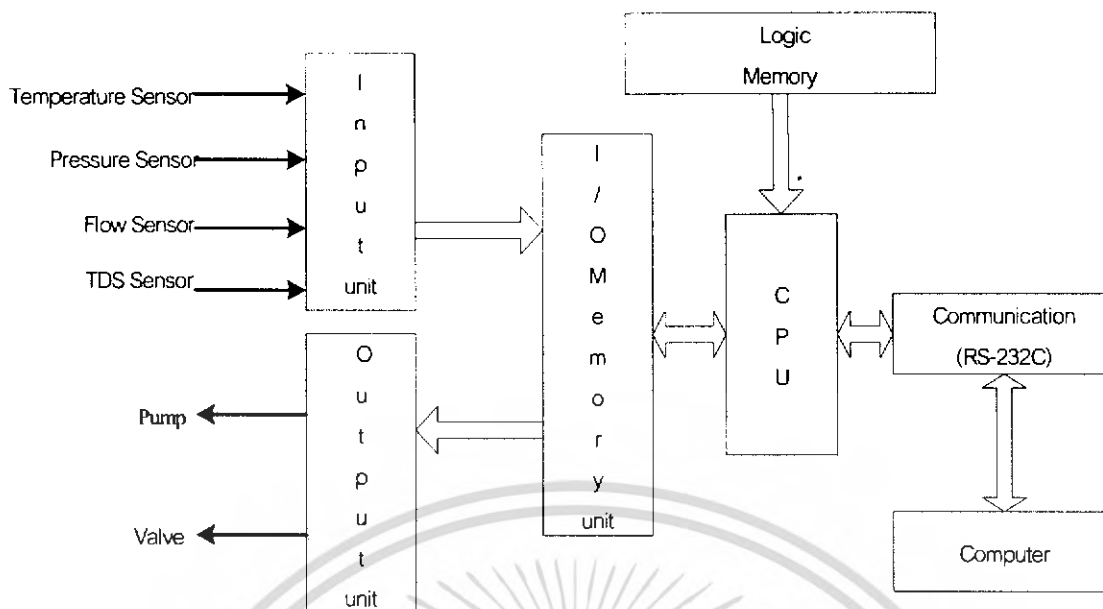 Logic
Memory
Temperature Sensor
Pressure Sensor
Flow Sensor
TDS Sensor
I
n
p
u
t
unit
I
/
O M
e
m
o
r
y
unit
C
P
U
Communication
(RS-232C)
O
u
t
p
u
t
unit
Pump
Valve
Computer